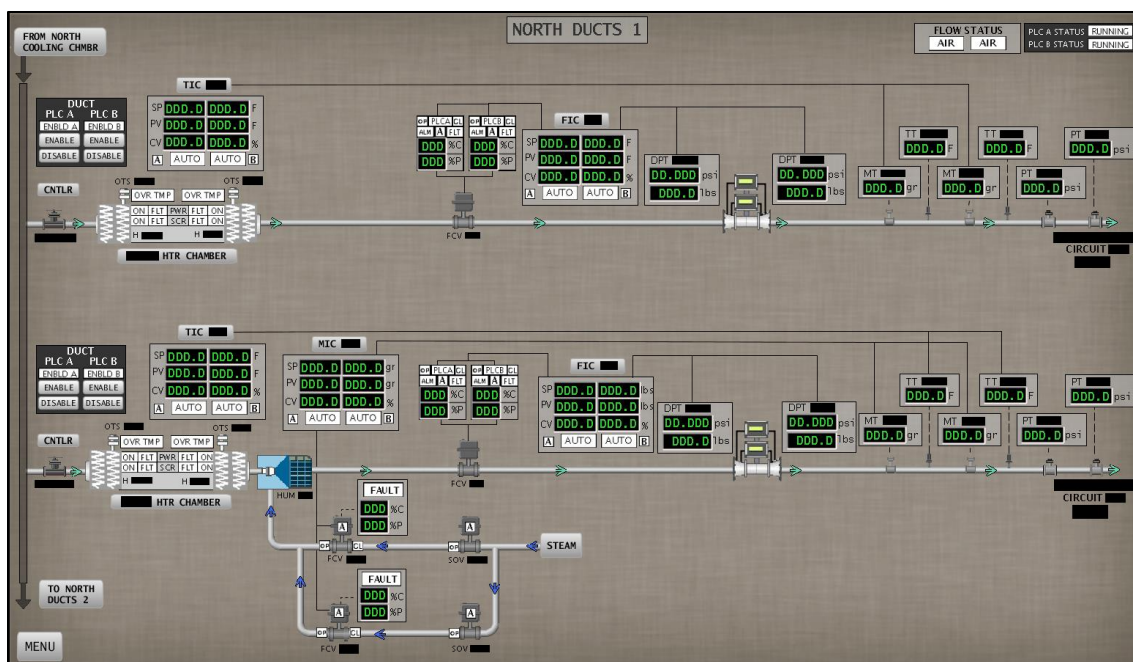 FROM NORTH
COOLING CHMBR
NORTH DUCTS 1
FLOW STATUS
AIR AIR
PLC A STATUS RUNNING
PLC B STATUS RUNNING
DUCT
PLC A PLC B
ENBLD A ENBLD B
ENABLE ENABLE
DISABLE DISABLE
TIC
SP DDD.D DDD.D F
PV DDD.D DDD.D F
CV DDD.D DDD.D %
A AUTO AUTO B
OP PLCA GL OP PLCB GL
ALM A FLT ALM A FLT
DDD %C DDD %C
DDD %P DDD %P
FIC
SP DDD.D DDD.D F
PV DDD.D DDD.D F
CV DDD.D DDD.D %
A AUTO AUTO B
DPT
DD.DDD psi
DDD.D lbs
DPT
DD.DDD psi
DDD.D lbs
TT
DDD.D F
TT
DDD.D F
PT
DDD.D psi
MT
DDD.D gr
MT
DDD.D gr
PT
DDD.D psi
CNTLR
OTS OTS
OVR TMP OVR TMP
ON FLT PWR FLT ON
ON FLT SCR FLT ON
H H
HTR CHAMBER
FCV
CIRCUIT
DUCT
PLC A PLC B
ENBLD A ENBLD B
ENABLE ENABLE
DISABLE DISABLE
TIC
SP DDD.D DDD.D F
PV DDD.D DDD.D F
CV DDD.D DDD.D %
A AUTO AUTO B
MIC
SP DDD.D DDD.D gr
PV DDD.D DDD.D gr
CV DDD.D DDD.D %
A AUTO AUTO B
OP PLCA GL OP PLCB GL
ALM A FLT ALM A FLT
DDD %C DDD %C
DDD %P DDD %P
FIC
SP DDD.D DDD.D lbs
PV DDD.D DDD.D lbs
CV DDD.D DDD.D %
A AUTO AUTO B
DPT
DD.DDD psi
DDD.D lbs
DPT
DD.DDD psi
DDD.D lbs
TT
DDD.D F
TT
DDD.D F
PT
DDD.D psi
MT
DDD.D gr
MT
DDD.D gr
PT
DDD.D psi
CNTLR
OTS OTS
OVR TMP OVR TMP
ON FLT PWR FLT ON
ON FLT SCR FLT ON
H H
HTR CHAMBER
HUM
FCV
CIRCUIT
FAULT
DDD %C
DDD %P
A A
OP GL OP
FCV SOV
STEAM
FAULT
DDD %C
DDD %P
A A
OP GL OP
FCV SOV
TO NORTH
DUCTS 2
MENU